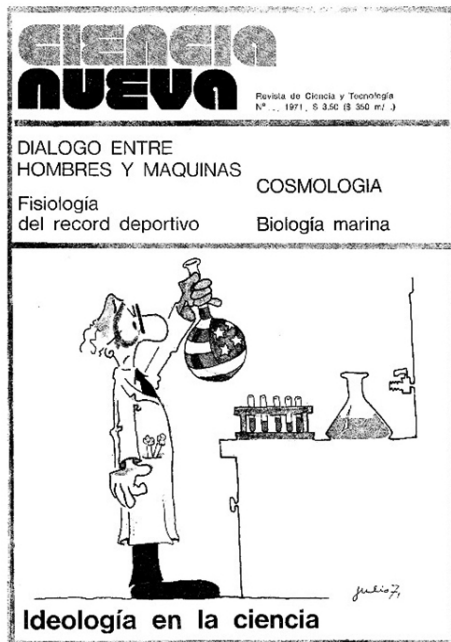 CIENCIA
NUEVA
Revista de Ciencia y Tecnología
Nº 1971, $ 3,50 ($ 350 m/ .)
DIALOGO ENTRE
HOMBRES Y MAQUINAS
Fisiología
del record deportivo
COSMOLOGIA
Biología marina
julio 71
Ideología en la ciencia